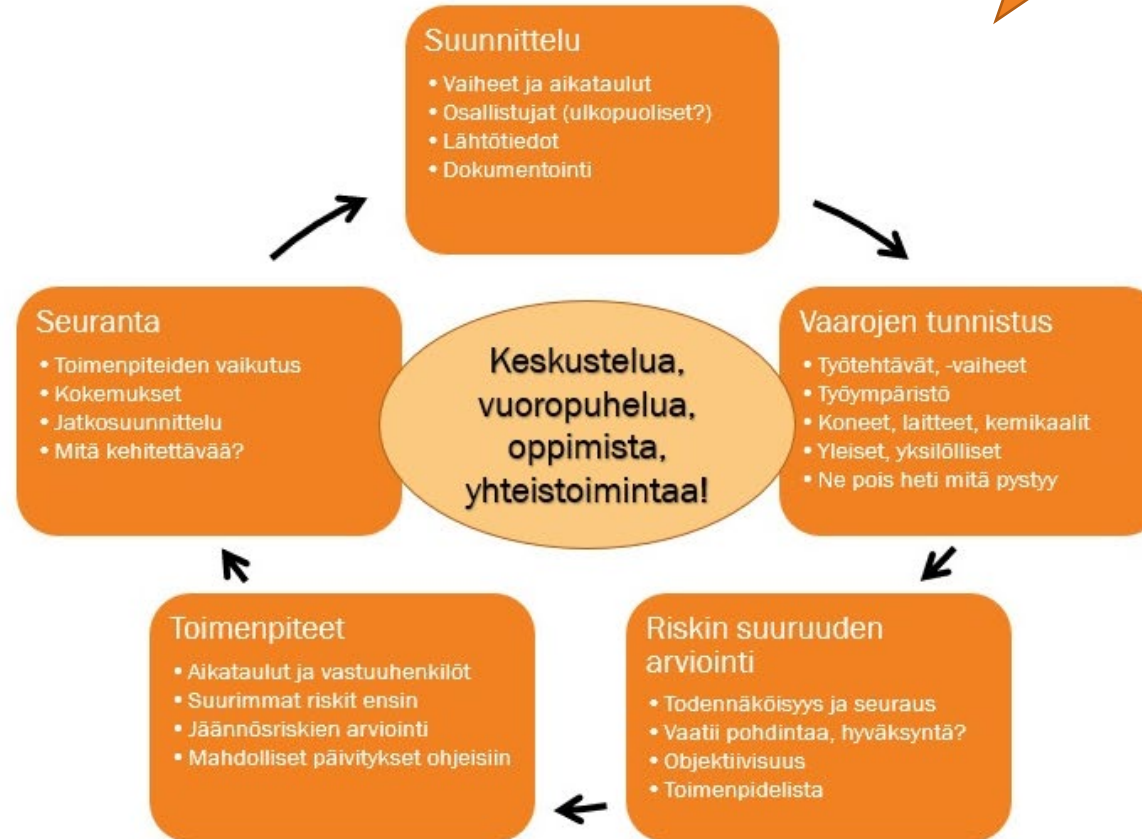 Suunnittelu
• Vaiheet ja aikataulut
• Osallistujat (ulkopuoliset?)
• Lähtötiedot
• Dokumentointi
Vaarojen tunnistus
• Työtehtävät, -vaiheet
• Työympäristö
• Koneet, laitteet, kemikaalit
• Yleiset, yksilölliset
• Ne pois heti mitä pystyy
Riskin suuruuden
arviointi
• Todennäköisyys ja seuraus
• Vaatii pohdintaa, hyväksyntä?
• Objektiivisuus
• Toimenpidelista
Toimenpiteet
• Aikataulut ja vastuuhenkilöt
• Suurimmat riskit ensin
• Jäännösriskien arviointi
• Mahdolliset päivitykset ohjeisiin
Seuranta
• Toimenpiteiden vaikutus
• Kokemukset
• Jatkosuunnittelu
• Mitä kehitettävää?
Keskustelua,
vuoropuhelua,
oppimista,
yhteistoimintaa!